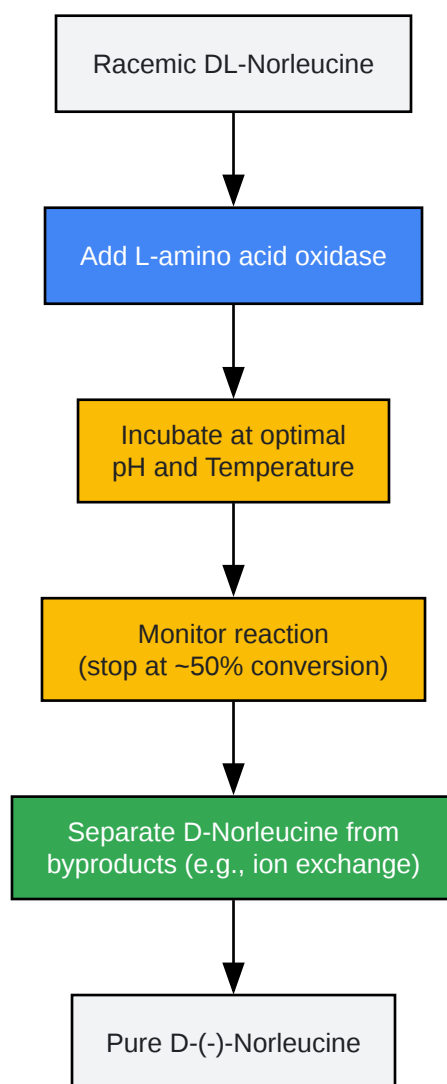 Racemic DL-Norleucine
Add L-amino acid oxidase
Incubate at optimal
pH and Temperature
Monitor reaction
(stop at ~50% conversion)
Separate D-Norleucine from
byproducts (e.g., ion exchange)
Pure D-(-)-Norleucine